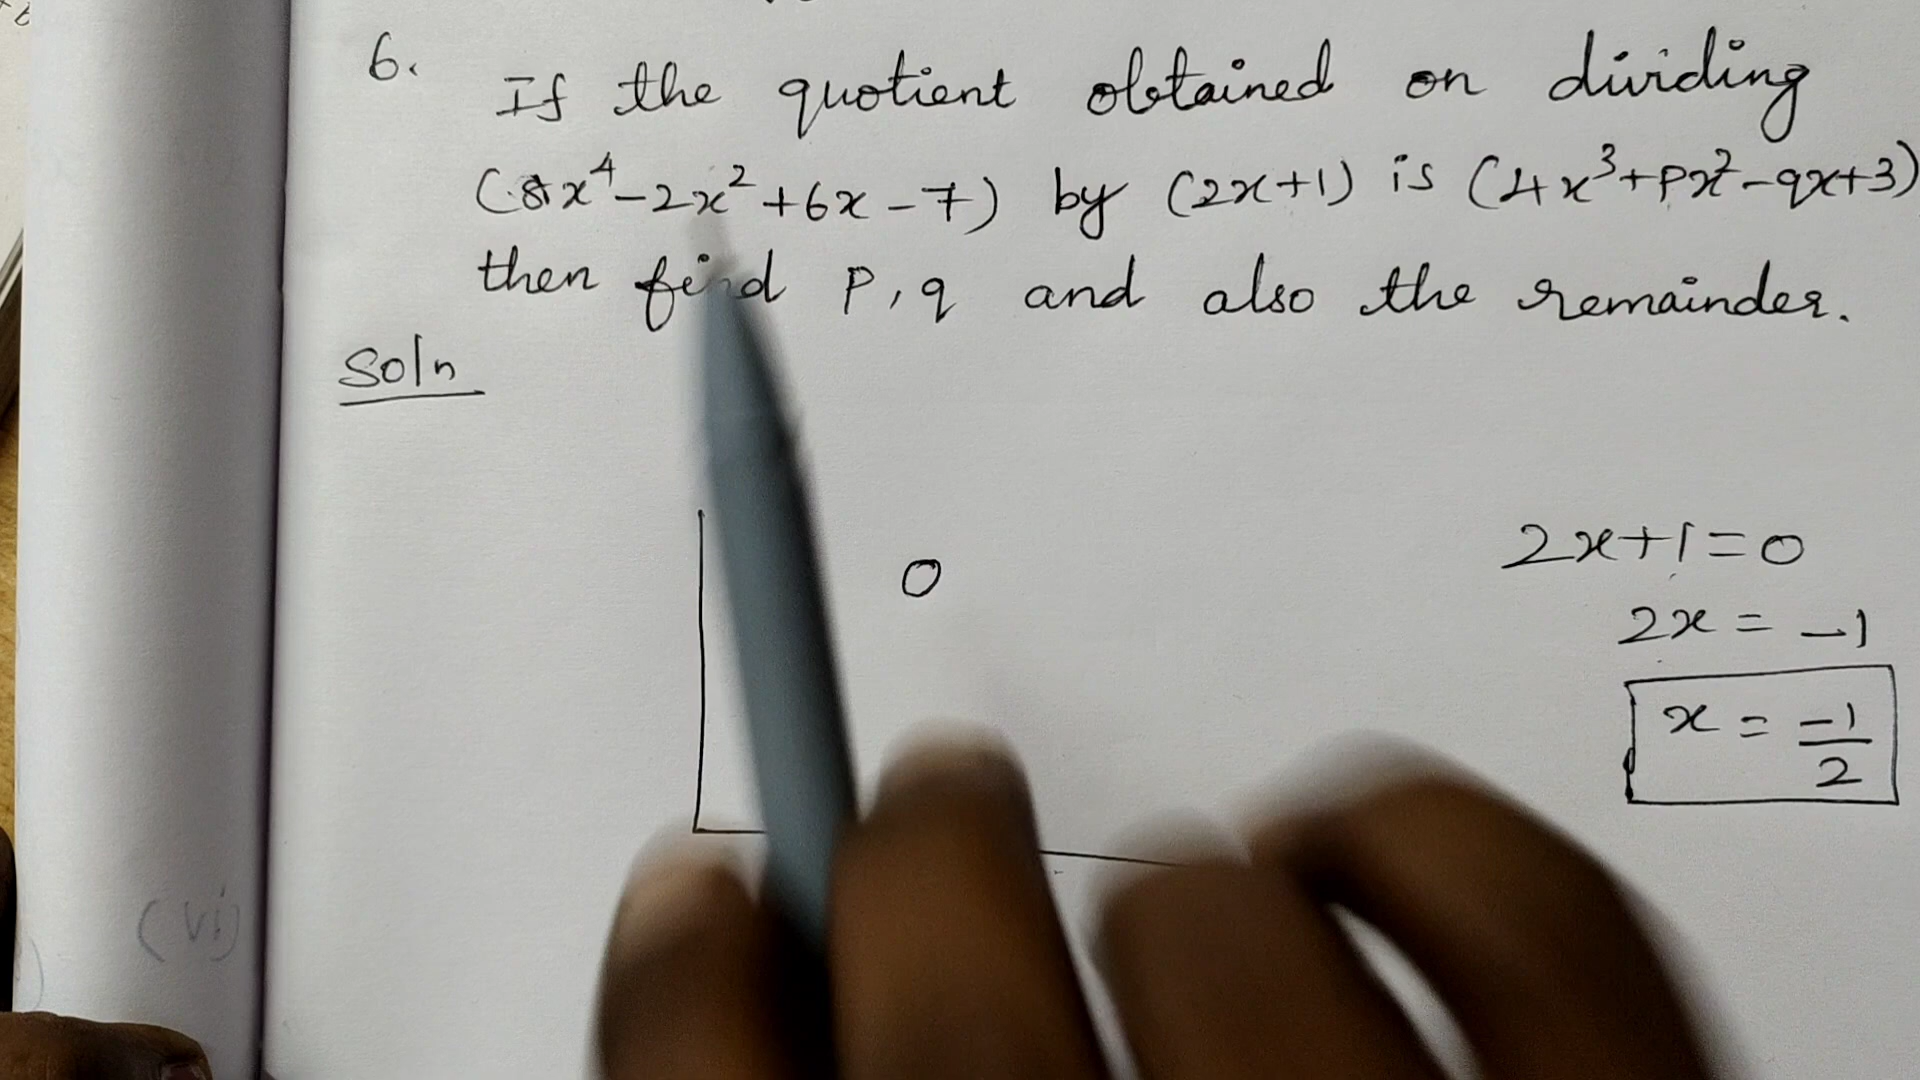 6.
If the quotient obtained on dividing
(8x⁴-2x²+6x-7) by (2x+1) is (4x³+px²-qx+3)
then find P, q and also the remainder.
Soln
0
2x+1=0
2x = -1
x = -1/2
(vi)